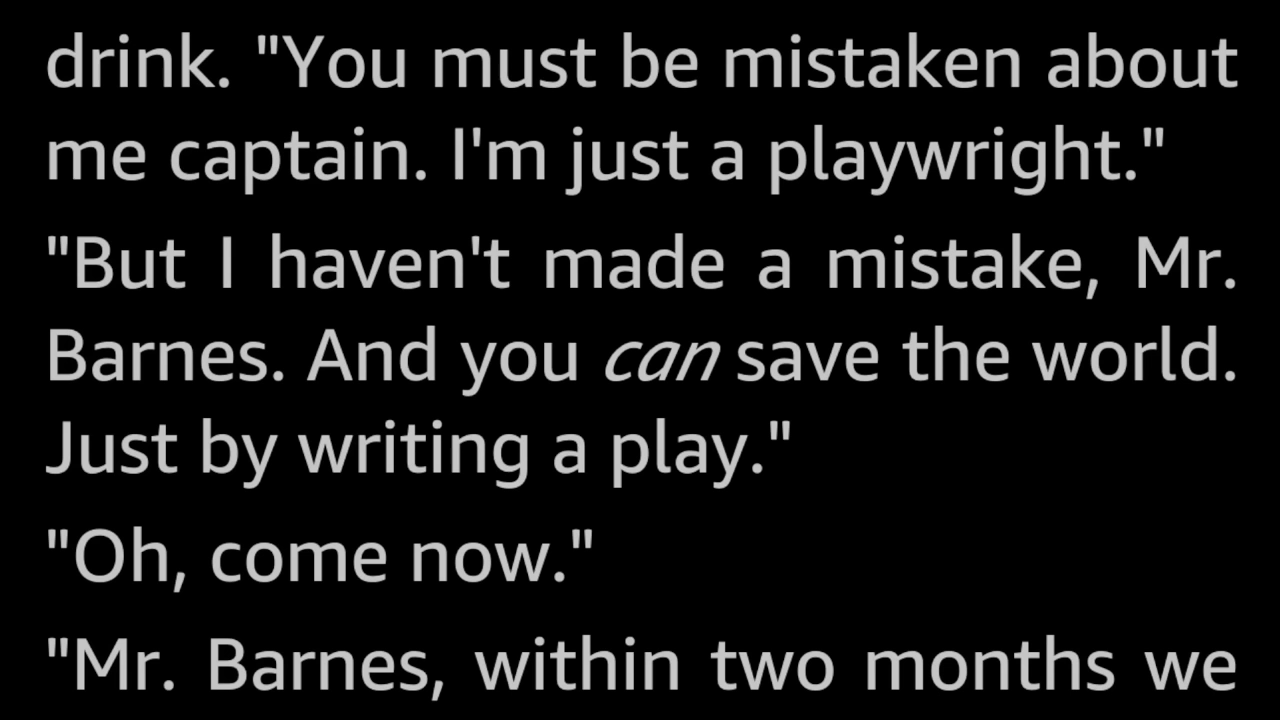 drink. "You must be mistaken about
me captain. I'm just a playwright."
"But I haven't made a mistake, Mr.
Barnes. And you can save the world.
Just by writing a play."
"Oh, come now."
"Mr. Barnes, within two months we